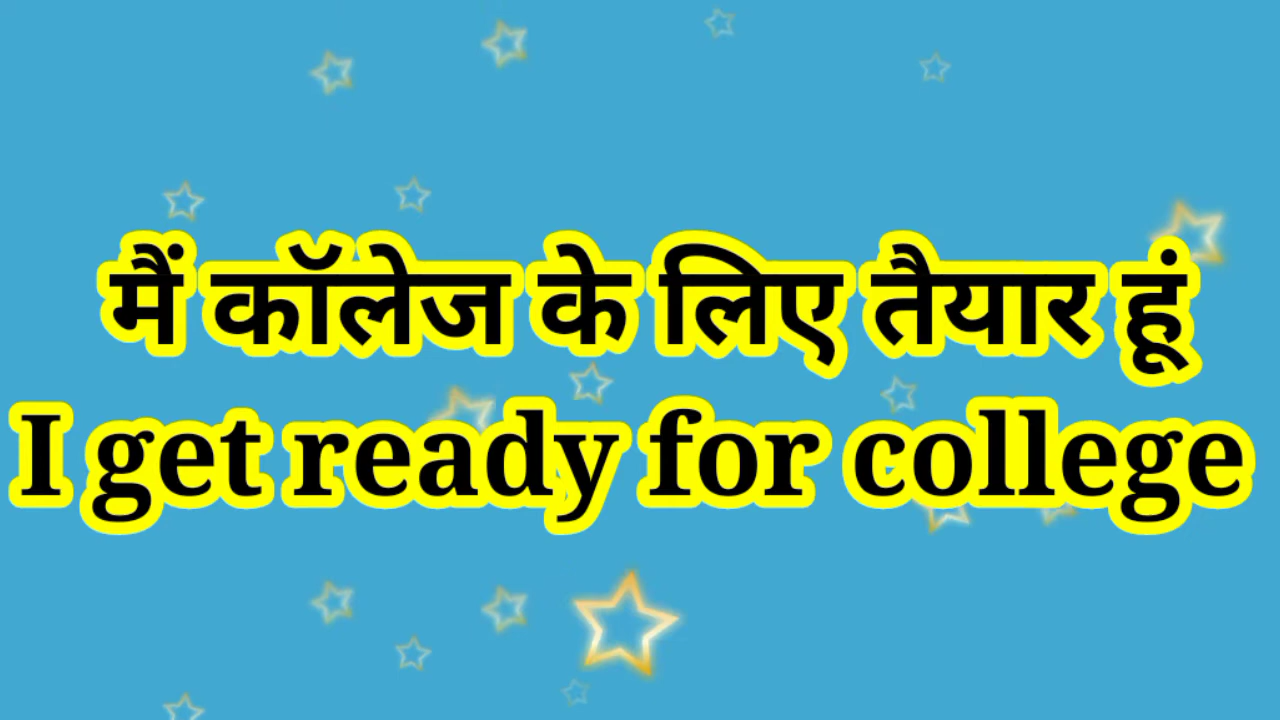 मैं कॉलेज के लिए तैयार हूं
I get ready for college